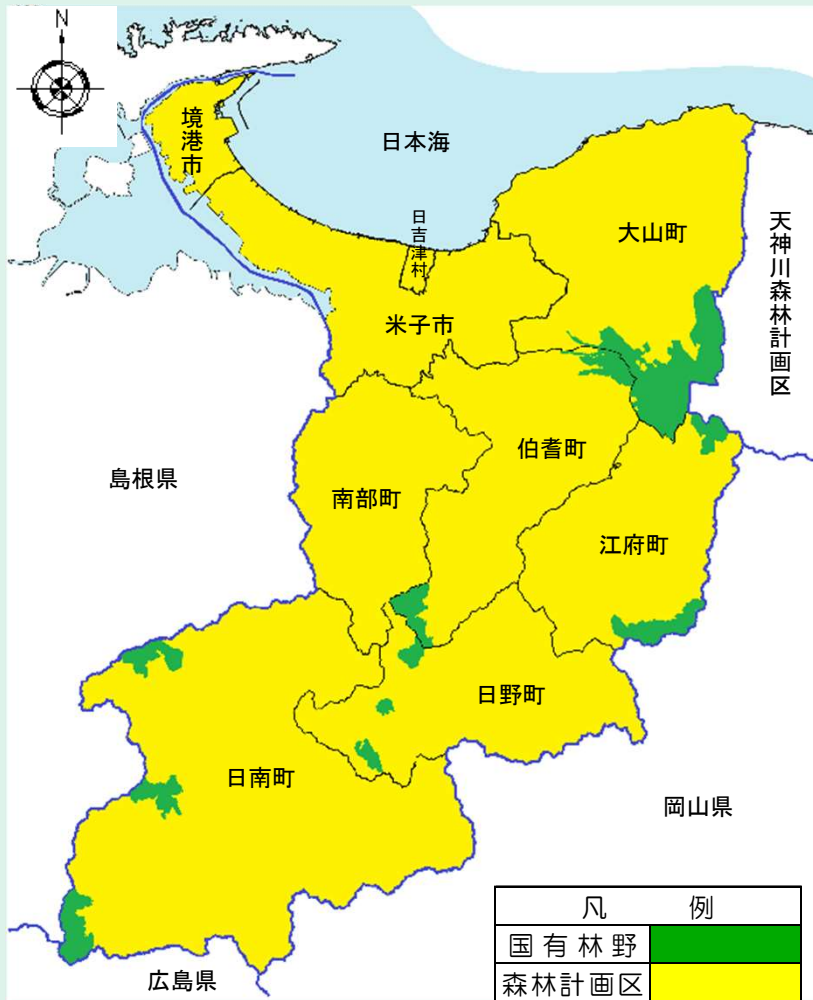 N
境港市
日本海
日吉津村
大山町
天神川森林計画区
米子市
伯耆町
島根県
南部町
江府町
日野町
日南町
岡山県
広島県
凡 例
国有林野
森林計画区